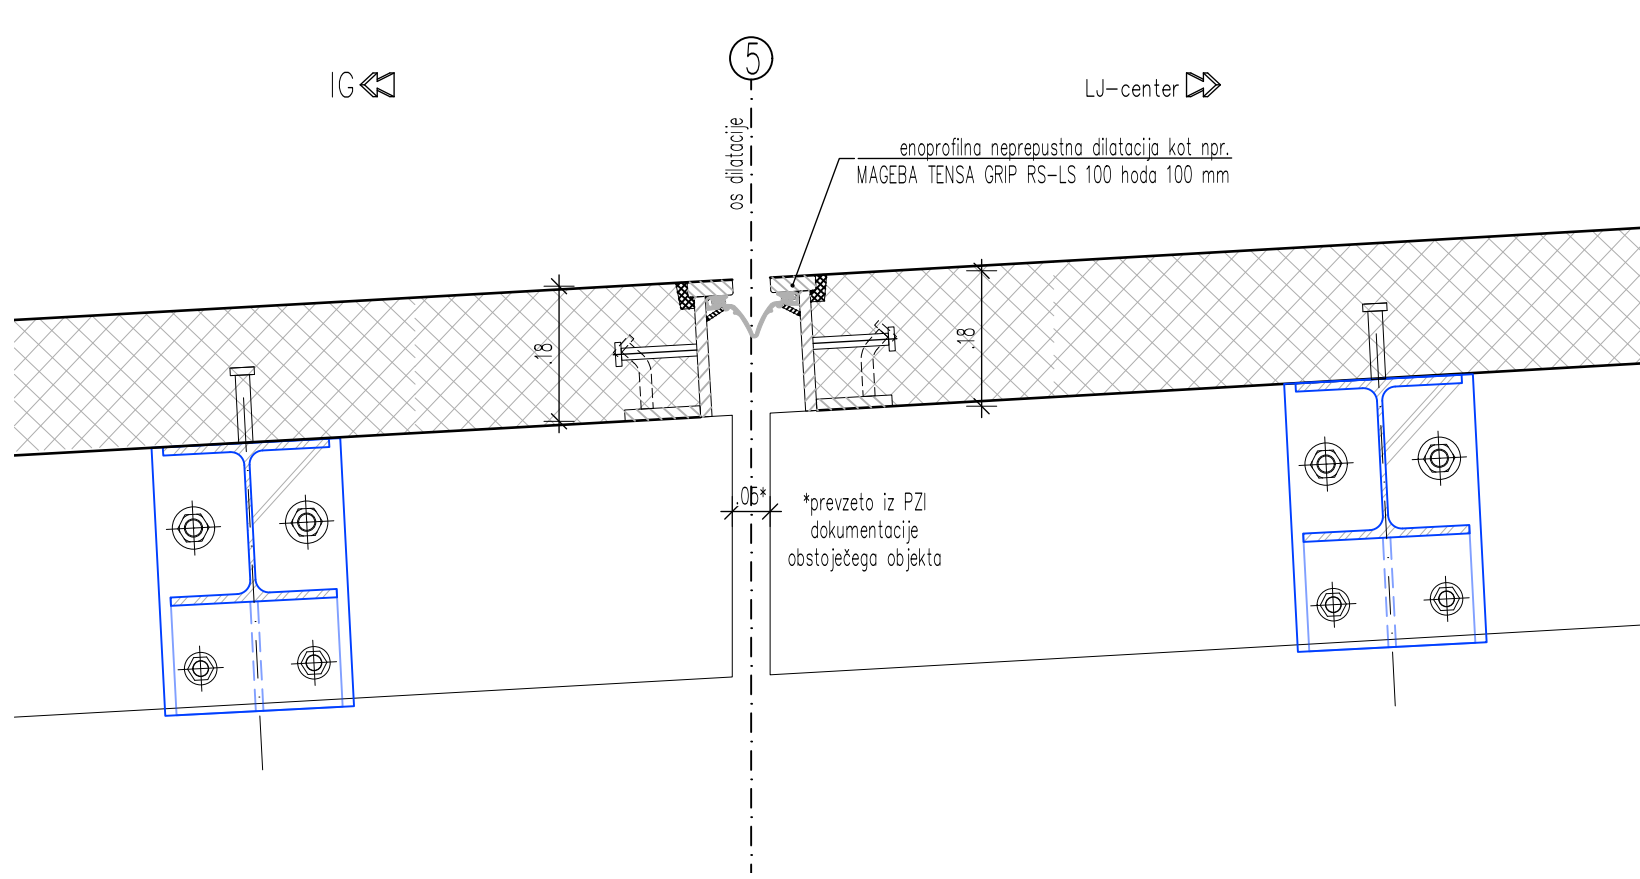 5
IG
LJ-center
os dilatacije
enoprofilna neprepustna dilatacija kot npr.
MAGEBA TENSA GRIP RS-LS 100 hoda 100 mm
.18
.18
.05*
*prevzeto iz PZI
dokumentacije
obstoječega objekta